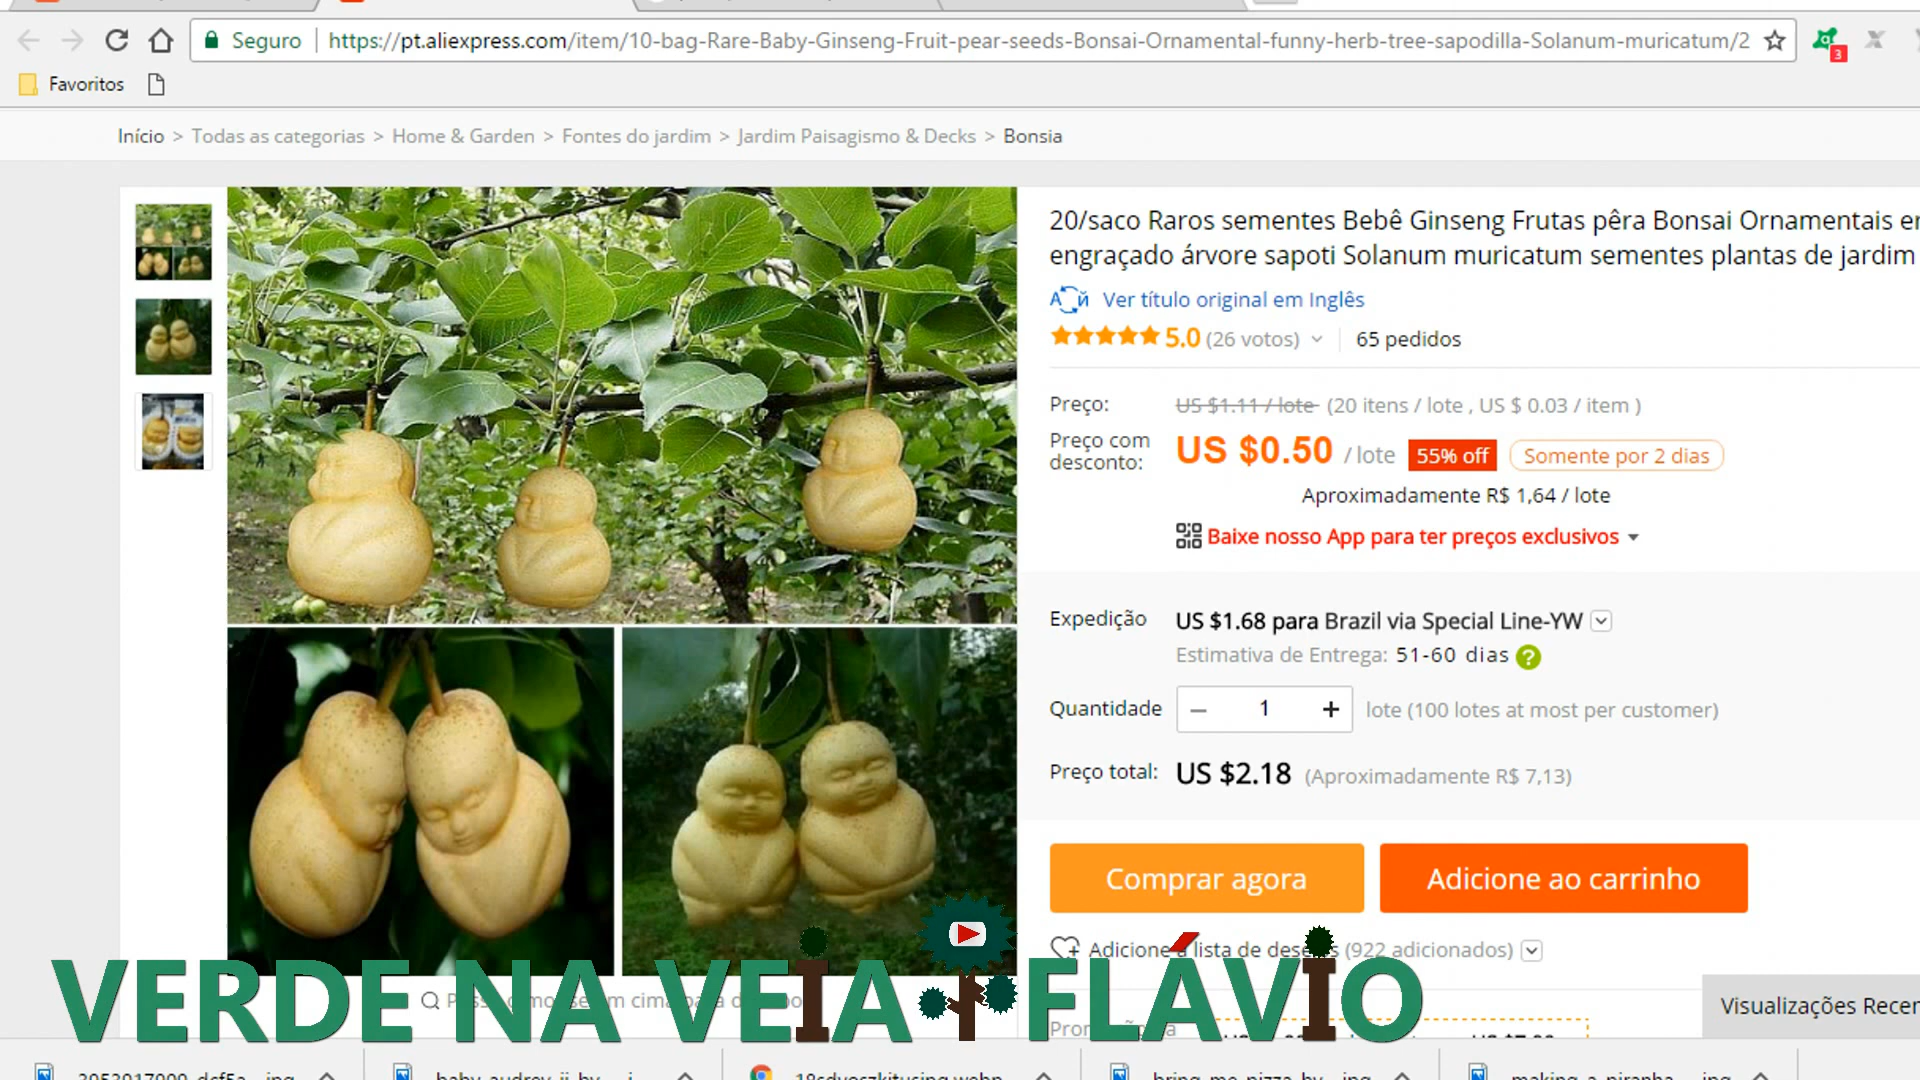 Seguro
https://pt.aliexpress.com/item/10-bag-Rare-Baby-Ginseng-Fruit-pear-seeds-Bonsai-Ornamental-funny-herb-tree-sapodilla-Solanum-muricatum/2
3
Favoritos
Início > Todas as categorias > Home & Garden > Fontes do jardim > Jardim Paisagismo & Decks > Bonsia
20/saco Raros sementes Bebê Ginseng Frutas pêra Bonsai Ornamentais
engraçado árvore sapoti Solanum muricatum sementes plantas de jardim
Ver título original em Inglês
5.0 (26 votos) 65 pedidos
Preço: US $1.11 / lote (20 itens / lote , US $ 0.03 / item )
Preço com desconto: US $0.50 / lote 55% off Somente por 2 dias
Aproximadamente R$ 1,64 / lote
Baixe nosso App para ter preços exclusivos
Expedição US $1.68 para Brazil via Special Line-YW
Estimativa de Entrega: 51-60 dias ?
Quantidade − 1 + lote (100 lotes at most per customer)
Preço total: US $2.18 (Aproximadamente R$ 7,13)
Comprar agora Adicione ao carrinho
Adicione à lista de desejos (922 adicionados)
VERDE NA VEIA FLÁVIO
Visualizações